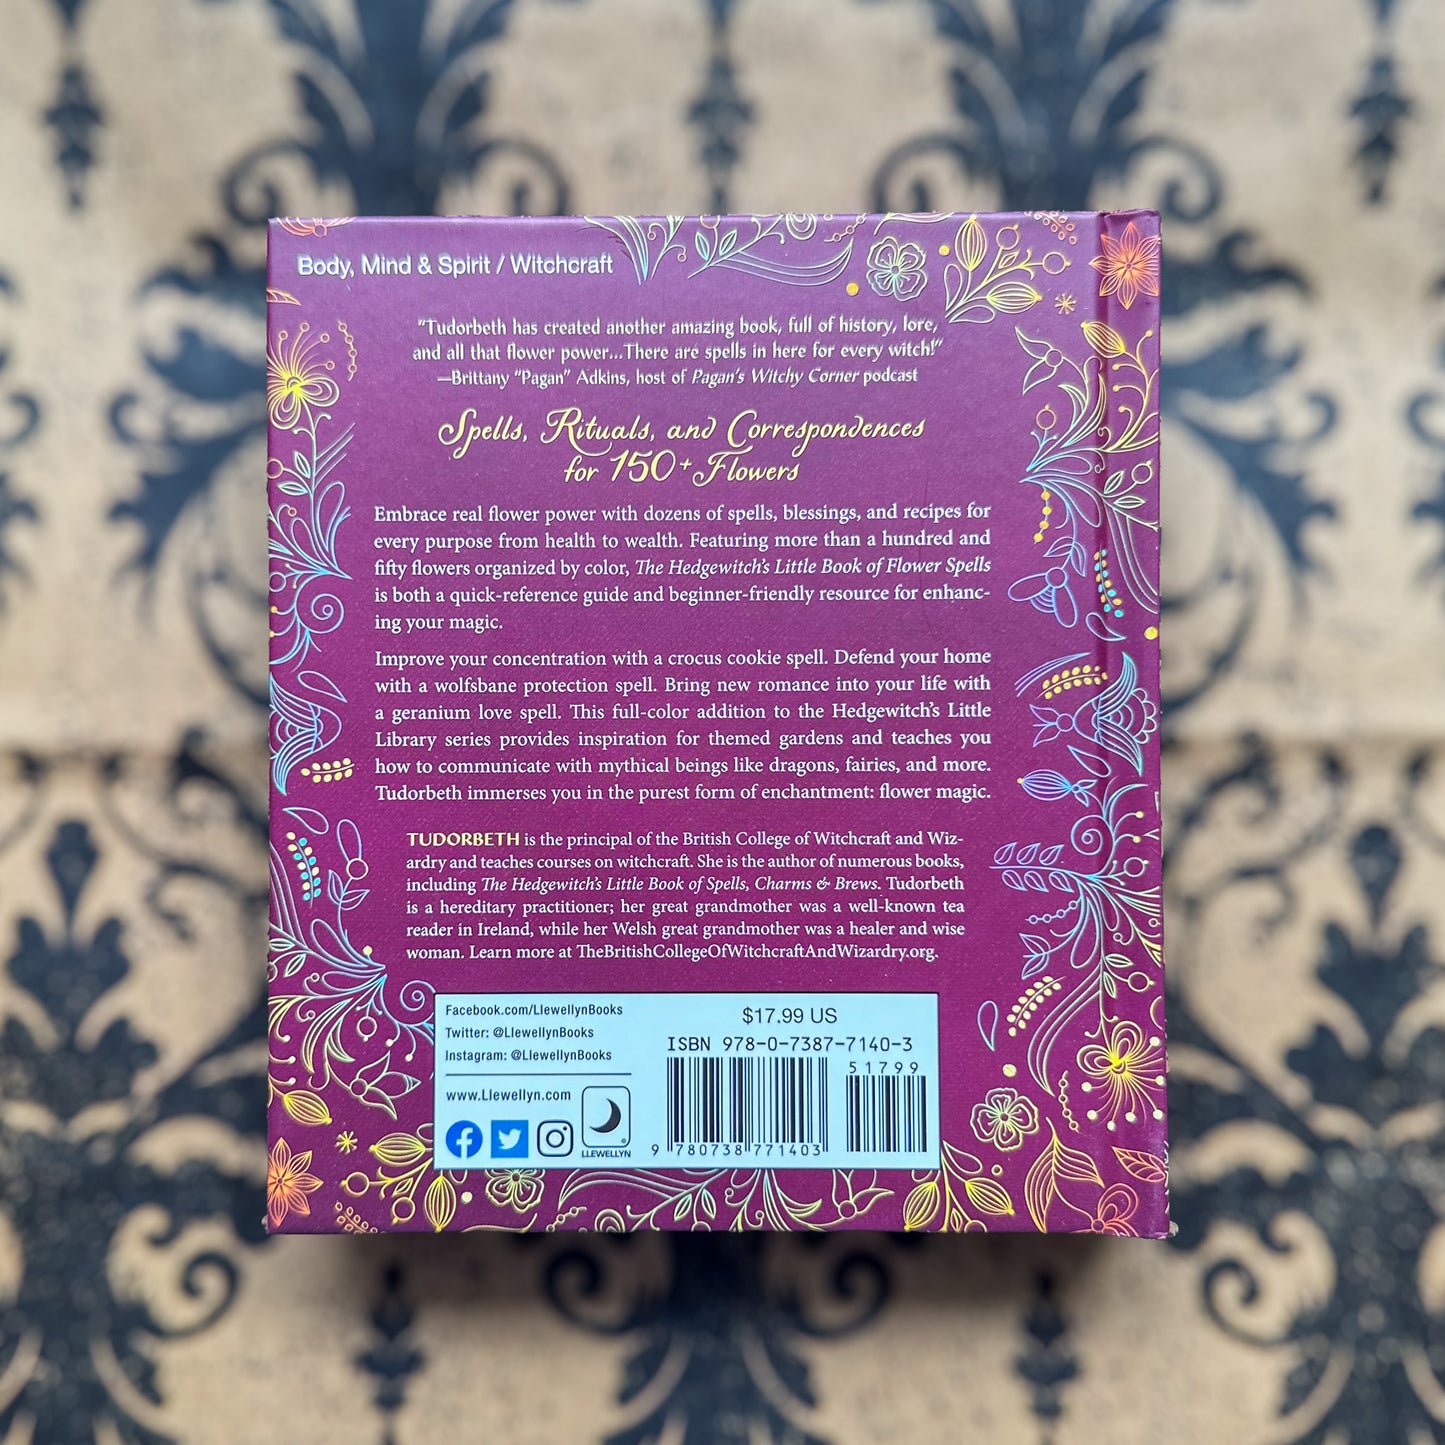 Body, Mind & Spirit / Witchcraft
"Tudorbeth has created another amazing book, full of history, lore,
and all that flower power...There are spells in here for every witch!"
—Brittany "Pagan" Adkins, host of Pagan's Witchy Corner podcast
Spells, Rituals, and Correspondences
for 150+ Flowers
Embrace real flower power with dozens of spells, blessings, and recipes for
every purpose from health to wealth. Featuring more than a hundred and
fifty flowers organized by color, The Hedgewitch's Little Book of Flower Spells
is both a quick-reference guide and beginner-friendly resource for enhanc-
ing your magic.
Improve your concentration with a crocus cookie spell. Defend your home
with a wolfsbane protection spell. Bring new romance into your life with
a geranium love spell. This full-color addition to the Hedgewitch's Little
Library series provides inspiration for themed gardens and teaches you
how to communicate with mythical beings like dragons, fairies, and more.
Tudorbeth immerses you in the purest form of enchantment: flower magic.
TUDORBETH is the principal of the British College of Witchcraft and Wiz-
ardry and teaches courses on witchcraft. She is the author of numerous books,
including The Hedgewitch's Little Book of Spells, Charms & Brews. Tudorbeth
is a hereditary practitioner; her great grandmother was a well-known tea
reader in Ireland, while her Welsh great grandmother was a healer and wise
woman. Learn more at TheBritishCollegeOfWitchcraftAndWizardry.org.
Facebook.com/LlewellynBooks
Twitter: @LlewellynBooks
Instagram: @LlewellynBooks
www.Llewellyn.com
LLEWELLYN
®
$17.99 US
ISBN 978-0-7387-7140-3
51799
9 780738 771403